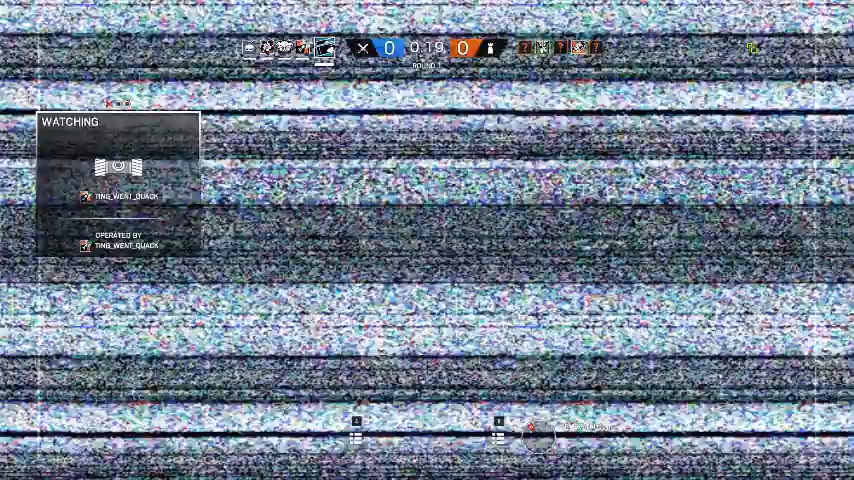 0 0:19 0
ROUND 1
? ? ?
WATCHING
TING_WENT_QUACK
OPERATED BY
TING_WENT_QUACK